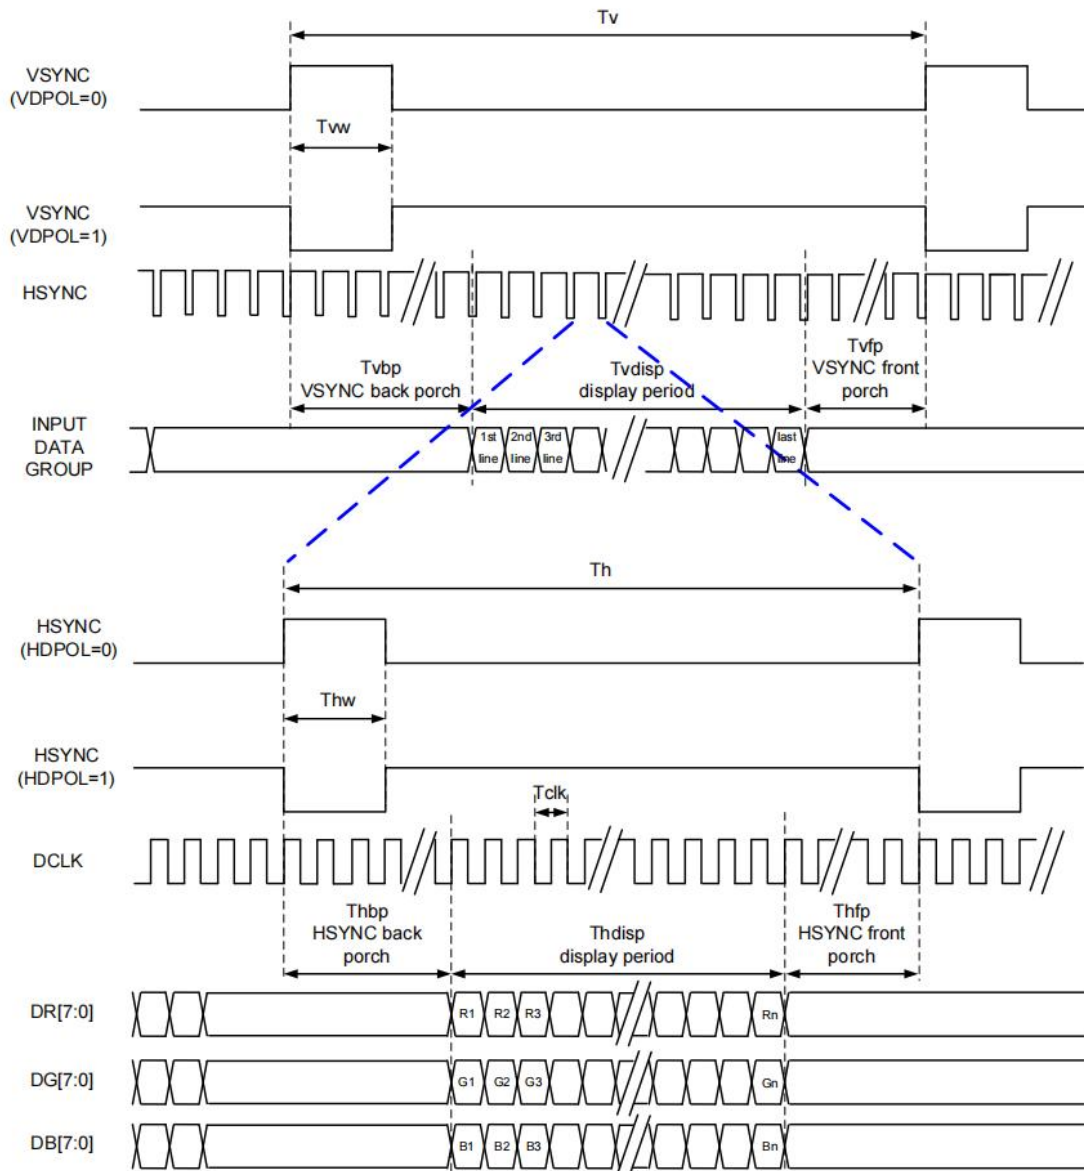 Tv
VSYNC
(VDPOL=0)
Tvw
VSYNC
(VDPOL=1)
HSYNC
Tvbp
VSYNC back porch
Tvdisp
display period
Tvfp
VSYNC front
porch
INPUT
DATA
GROUP
1st
line
2nd
line
3rd
line
last
line
Th
HSYNC
(HDPOL=0)
Thw
HSYNC
(HDPOL=1)
Tclk
DCLK
Thbp
HSYNC back
porch
Thdisp
display period
Thfp
HSYNC front
porch
DR[7:0]
R1 R2 R3 Rn
DG[7:0]
G1 G2 G3 Gn
DB[7:0]
B1 B2 B3 Bn